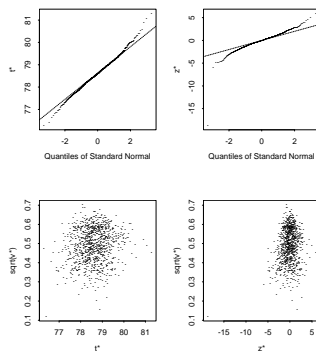 t*
77 78 79 80 81
-2 0 2
Quantiles of Standard Normal
z*
-15 -10 -5 0 5
-2 0 2
Quantiles of Standard Normal
sqrt(v*)
0.1 0.2 0.3 0.4 0.5 0.6 0.7
77 78 79 80 81
t*
sqrt(v*)
0.1 0.2 0.3 0.4 0.5 0.6 0.7
-15 -10 -5 0 5
z*